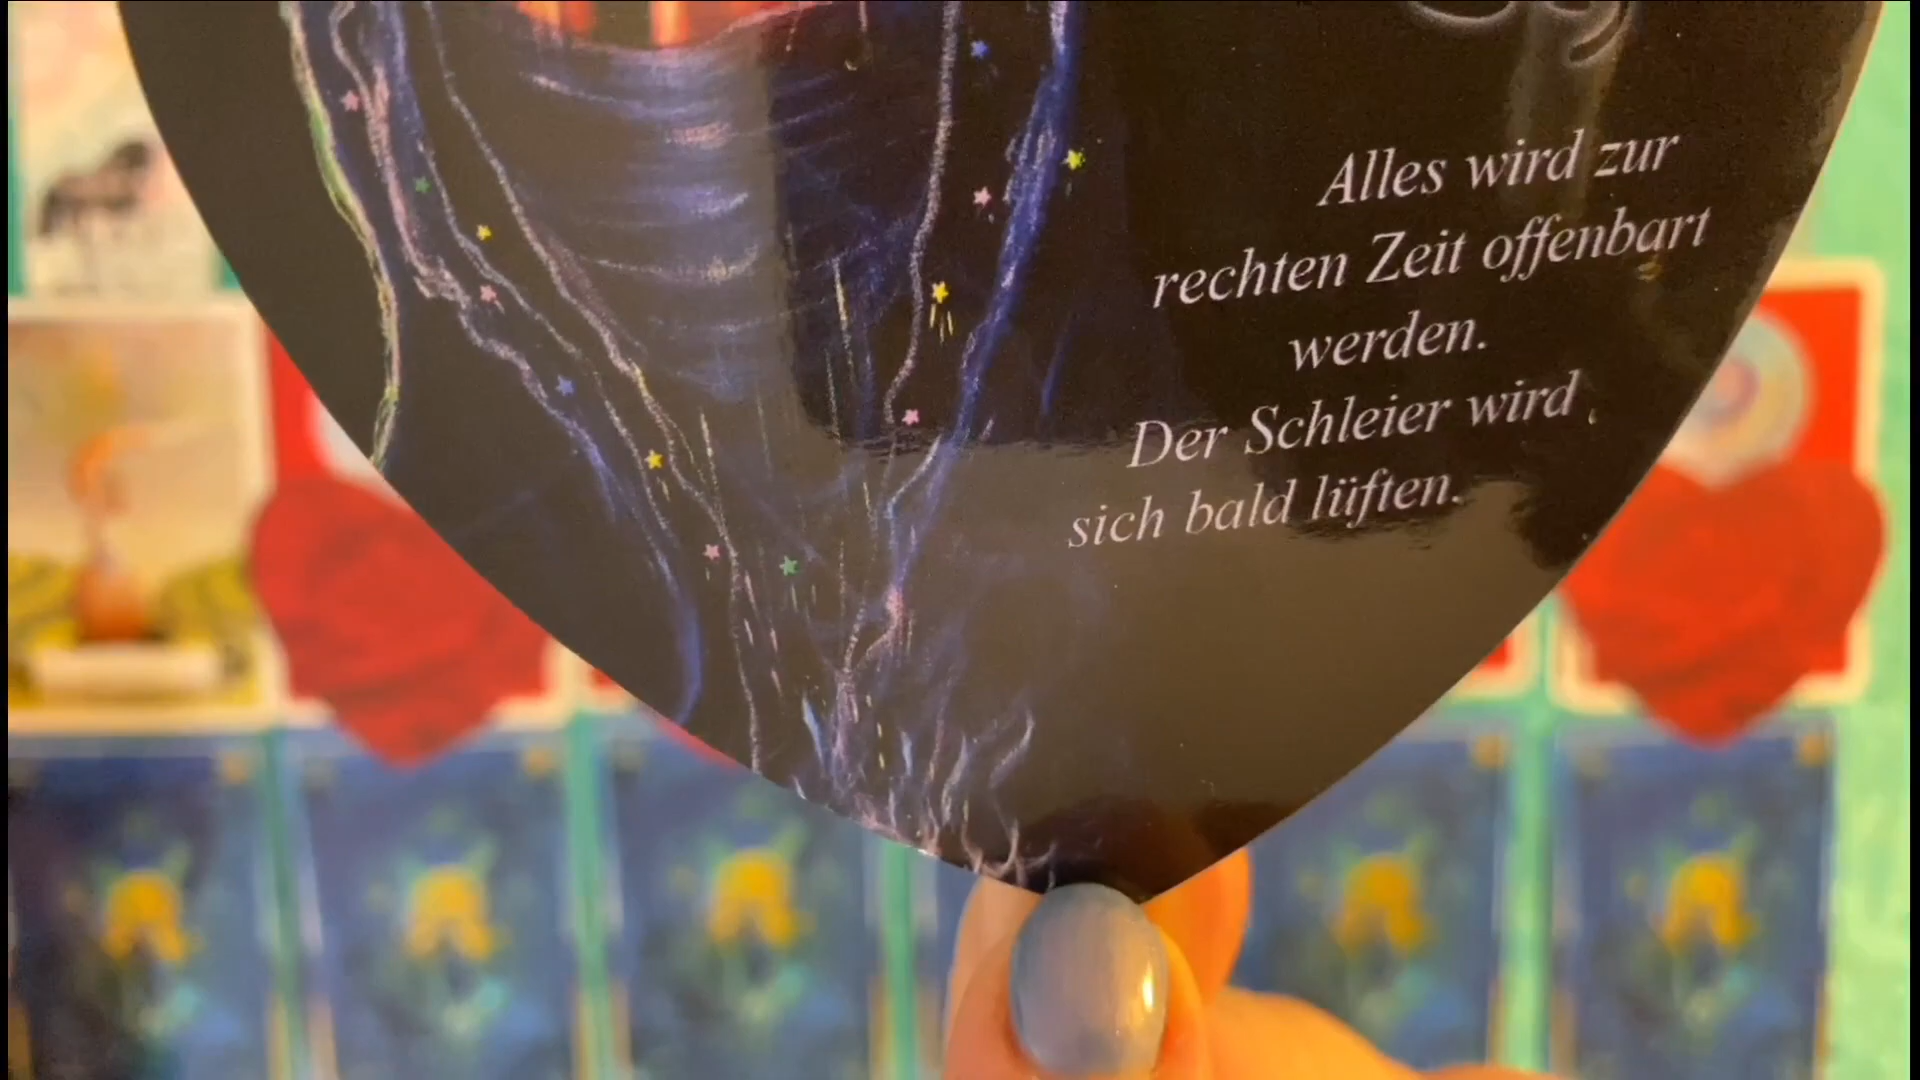 Alles wird zur
rechten Zeit offenbart
werden.
Der Schleier wird
sich bald lüften.